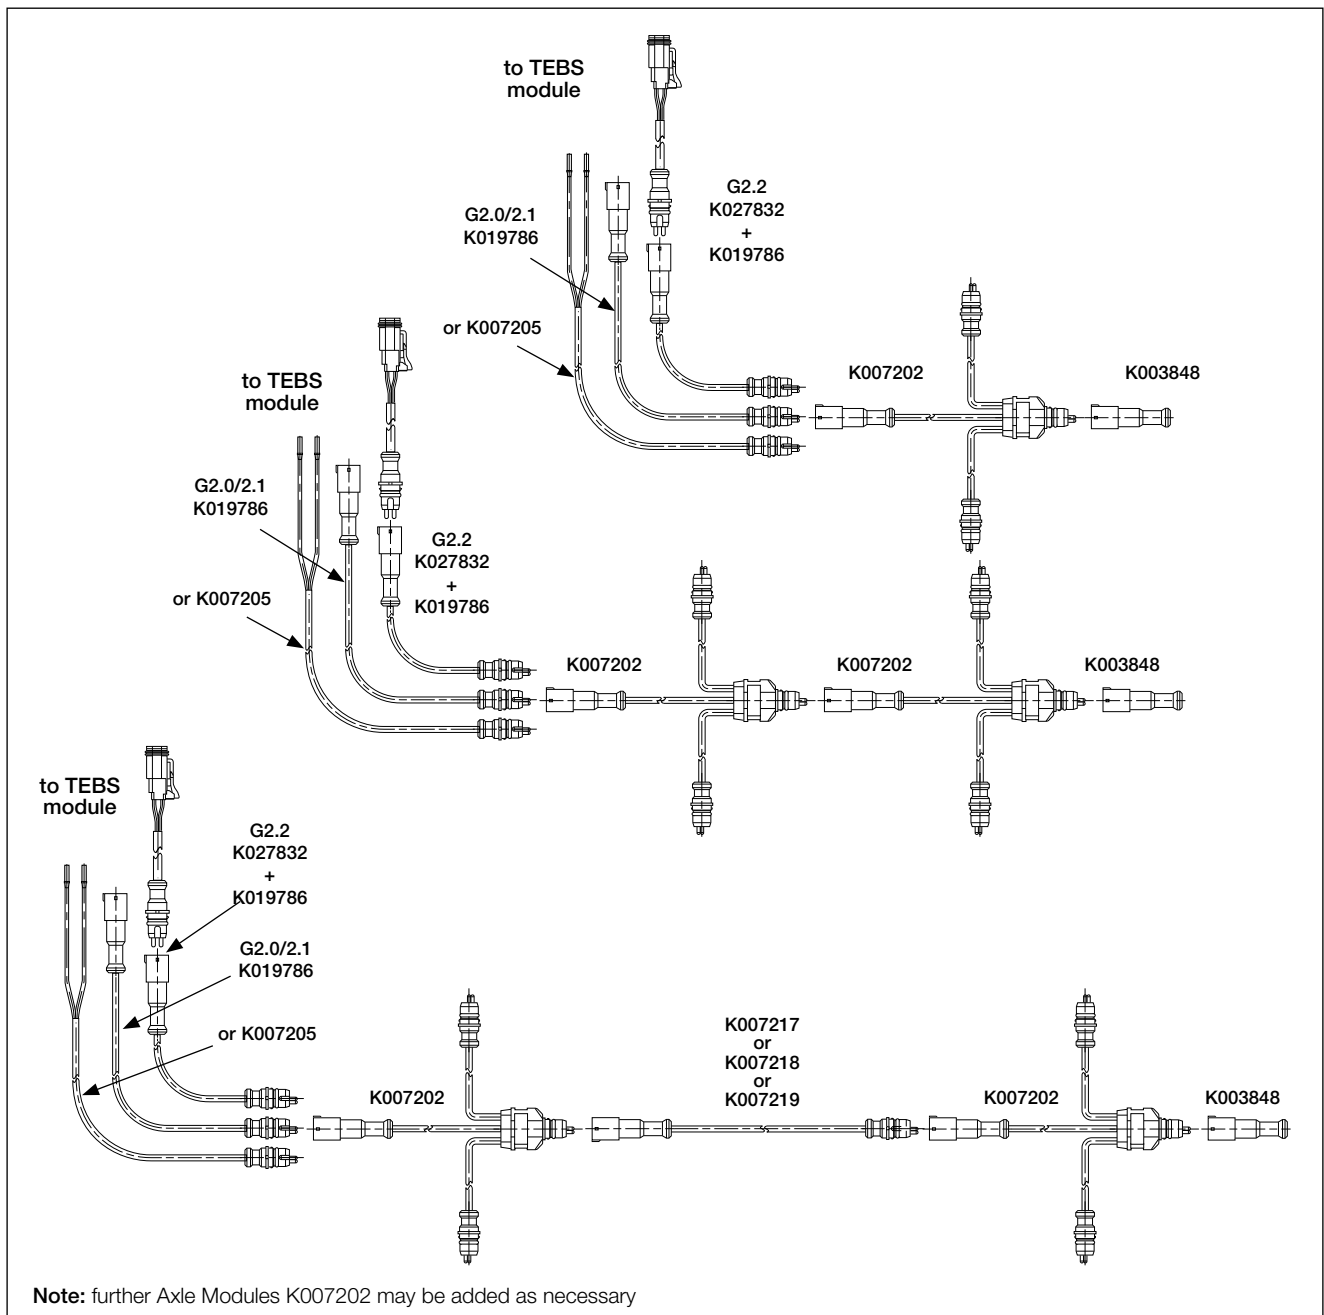 to TEBS
module
G2.2
K027832
+
K019786
G2.0/2.1
K019786
or K007205
K007202
K003848
to TEBS
module
G2.0/2.1
K019786
G2.2
K027832
+
K019786
or K007205
K007202
K007202
K003848
to TEBS
module
G2.2
K027832
+
K019786
G2.0/2.1
K019786
or K007205
K007202
K007217
or
K007218
or
K007219
K007202
K003848
Note: further Axle Modules K007202 may be added as necessary